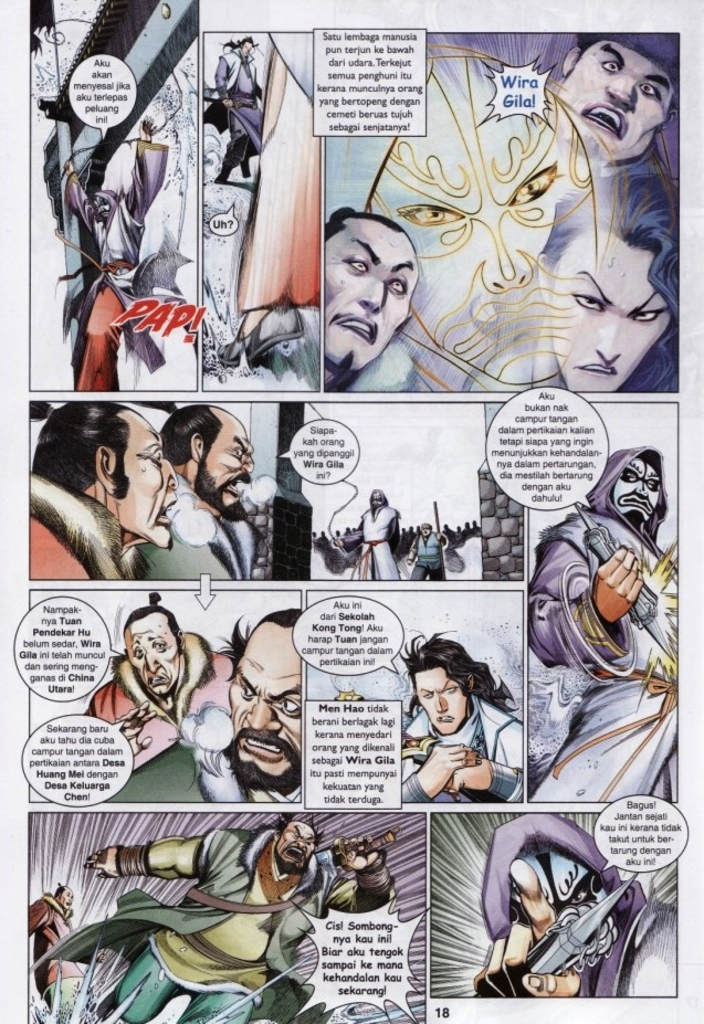 Aku
akan
menyesal jika
aku terlepas
peluang
ini!
PAP!
Uh?
Satu lembaga manusia
pun terjun ke bawah
dari udara. Terkejut
semua penghuni itu
kerana munculnya orang
yang bertopeng dengan
cemeti beruas tujuh
sebagai senjatanya!
Wira
Gila!
Siapa-
kah orang
yang dipanggil
Wira Gila
ini?
Aku
bukan nak
campur tangan
dalam pertikaian kalian
tetapi siapa yang ingin
menunjukkan kehandalan-
nya dalam pertarungan,
dia mestilah bertarung
dengan aku
dahulu!
Nampak-
nya Tuan
Pendekar Hu
belum sedar, Wira
Gila ini telah muncul
dan sering meng-
ganas di China
Utara!
Sekarang baru
aku tahu dia cuba
campur tangan dalam
pertikaian antara Desa
Huang Mei dengan
Desa Keluarga
Chen!
Aku ini
dari Sekolah
Kong Tong! Aku
harap Tuan jangan
campur tangan dalam
pertikaian ini!
Men Hao tidak
berani berlagak lagi
kerana menyedari
orang yang dikenali
sebagai Wira Gila
itu pasti mempunyai
kekuatan yang
tidak terduga.
Cis! Sombong-
nya kau ini!
Biar aku tengok
sampai ke mana
kehandalan kau
sekarang!
Bagus!
Jantan sejati
kau ini kerana tidak
takut untuk ber-
tarung dengan
aku ini!
18